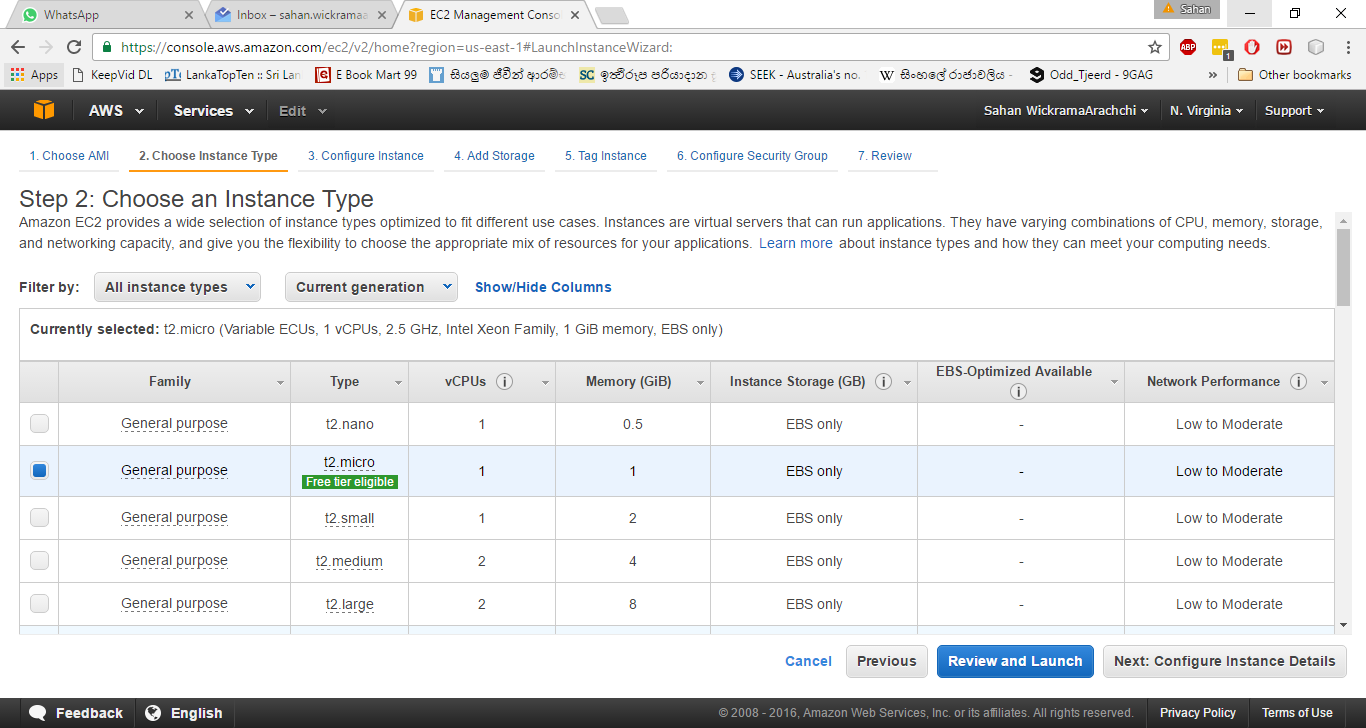 WhatsApp
Inbox – sahan.wickramaa
EC2 Management Conso
Sahan
https://console.aws.amazon.com/ec2/v2/home?region=us-east-1#LaunchInstanceWizard:
ABP
1
Apps
KeepVid DL
LankaTopTen :: Sri Lan
E Book Mart 99
සියලුම ජීවීන් ආරම්භ
SC
ඉත්‍රීරූප පරියාදාන
SEEK - Australia's no.
W සිංහලේ රාජාවලිය -
Odd_Tjeerd - 9GAG
»
Other bookmarks
AWS
Services
Edit
Sahan WickramaArachchi
N. Virginia
Support
1. Choose AMI
2. Choose Instance Type
3. Configure Instance
4. Add Storage
5. Tag Instance
6. Configure Security Group
7. Review
Step 2: Choose an Instance Type
Amazon EC2 provides a wide selection of instance types optimized to fit different use cases. Instances are virtual servers that can run applications. They have varying combinations of CPU, memory, storage,
and networking capacity, and give you the flexibility to choose the appropriate mix of resources for your applications. Learn more about instance types and how they can meet your computing needs.
Filter by: All instance types Current generation Show/Hide Columns
Currently selected: t2.micro (Variable ECUs, 1 vCPUs, 2.5 GHz, Intel Xeon Family, 1 GiB memory, EBS only)
Family Type vCPUs Memory (GiB) Instance Storage (GB) EBS-Optimized Available Network Performance
General purpose t2.nano 1 0.5 EBS only - Low to Moderate
General purpose t2.micro 1 1 EBS only - Low to Moderate
Free tier eligible
General purpose t2.small 1 2 EBS only - Low to Moderate
General purpose t2.medium 2 4 EBS only - Low to Moderate
General purpose t2.large 2 8 EBS only - Low to Moderate
Cancel Previous Review and Launch Next: Configure Instance Details
Feedback English © 2008 - 2016, Amazon Web Services, Inc. or its affiliates. All rights reserved. Privacy Policy Terms of Use